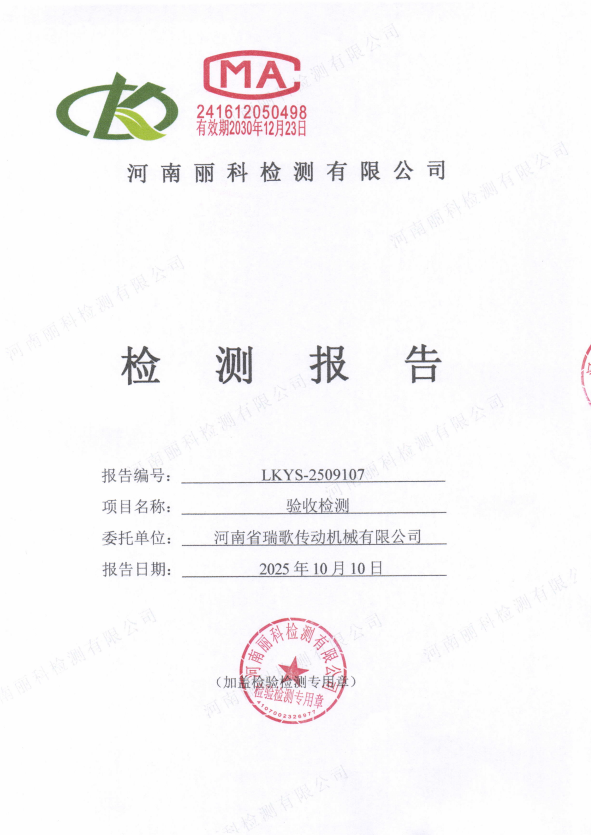 MA
241612050498
有效期2030年12月23日
河南丽科检测有限公司
检测报告
报告编号：LKYS-2509107
项目名称：验收检测
委托单位：河南省瑞歌传动机械有限公司
报告日期：2025年10月10日
（加盖检验检测专用章）
河南丽科检测有限公司
检验检测专用章